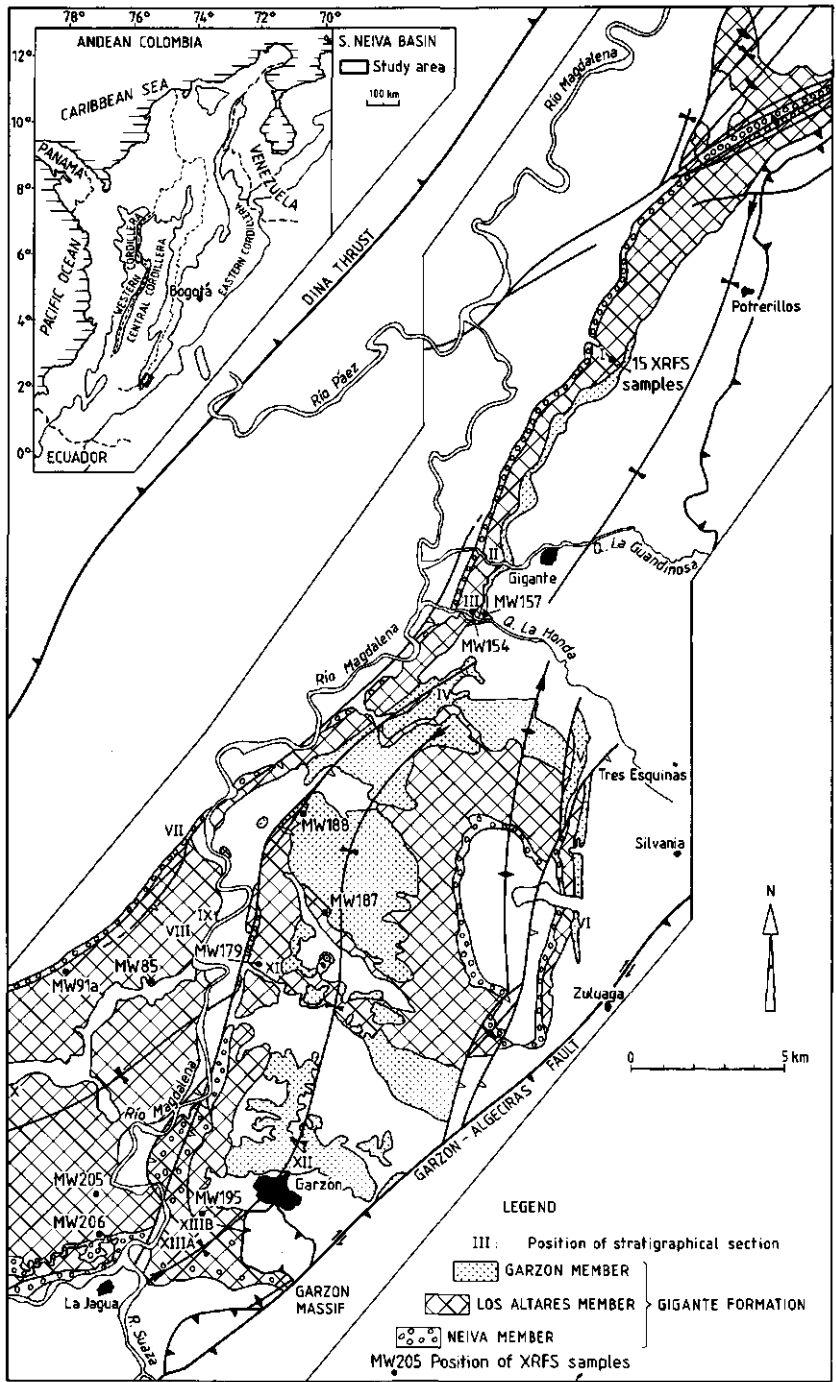 78° 76° 74° 72° 70°
12°
10°
8°
6°
4°
2°
0°
ANDEAN COLOMBIA
S. NEIVA BASIN
Study area
100 km
CARIBBEAN SEA
PANAMA
VENEZUELA
PACIFIC OCEAN
WESTERN CORDILLERA
CENTRAL CORDILLERA
EASTERN CORDILLERA
Bogotá
ECUADOR
Río Magdalena
DINA THRUST
Potrerillos
Río Páez
I
15 XRFS
samples
II
Gigante
Q. La Guandinosa
III
MW157
Q. La Honda
MW154
Río Magdalena
IV
Tres Esquinas
MW188
VII
Silvania
MW187
IX
VIII
VI
N
MW179
XI
MW91a
MW85
Zuluaga
0 5 km
X
GARZON - ALGECIRAS FAULT
Río Magdalena
XII
MW205
MW195
Garzón
XIIIB
MW206
XIIIA
La Jagua
GARZON
MASSIF
R. Suaza
LEGEND
III : Position of stratigraphical section
GARZON MEMBER
LOS ALTARES MEMBER
GIGANTE FORMATION
NEIVA MEMBER
MW205 Position of XRFS samples